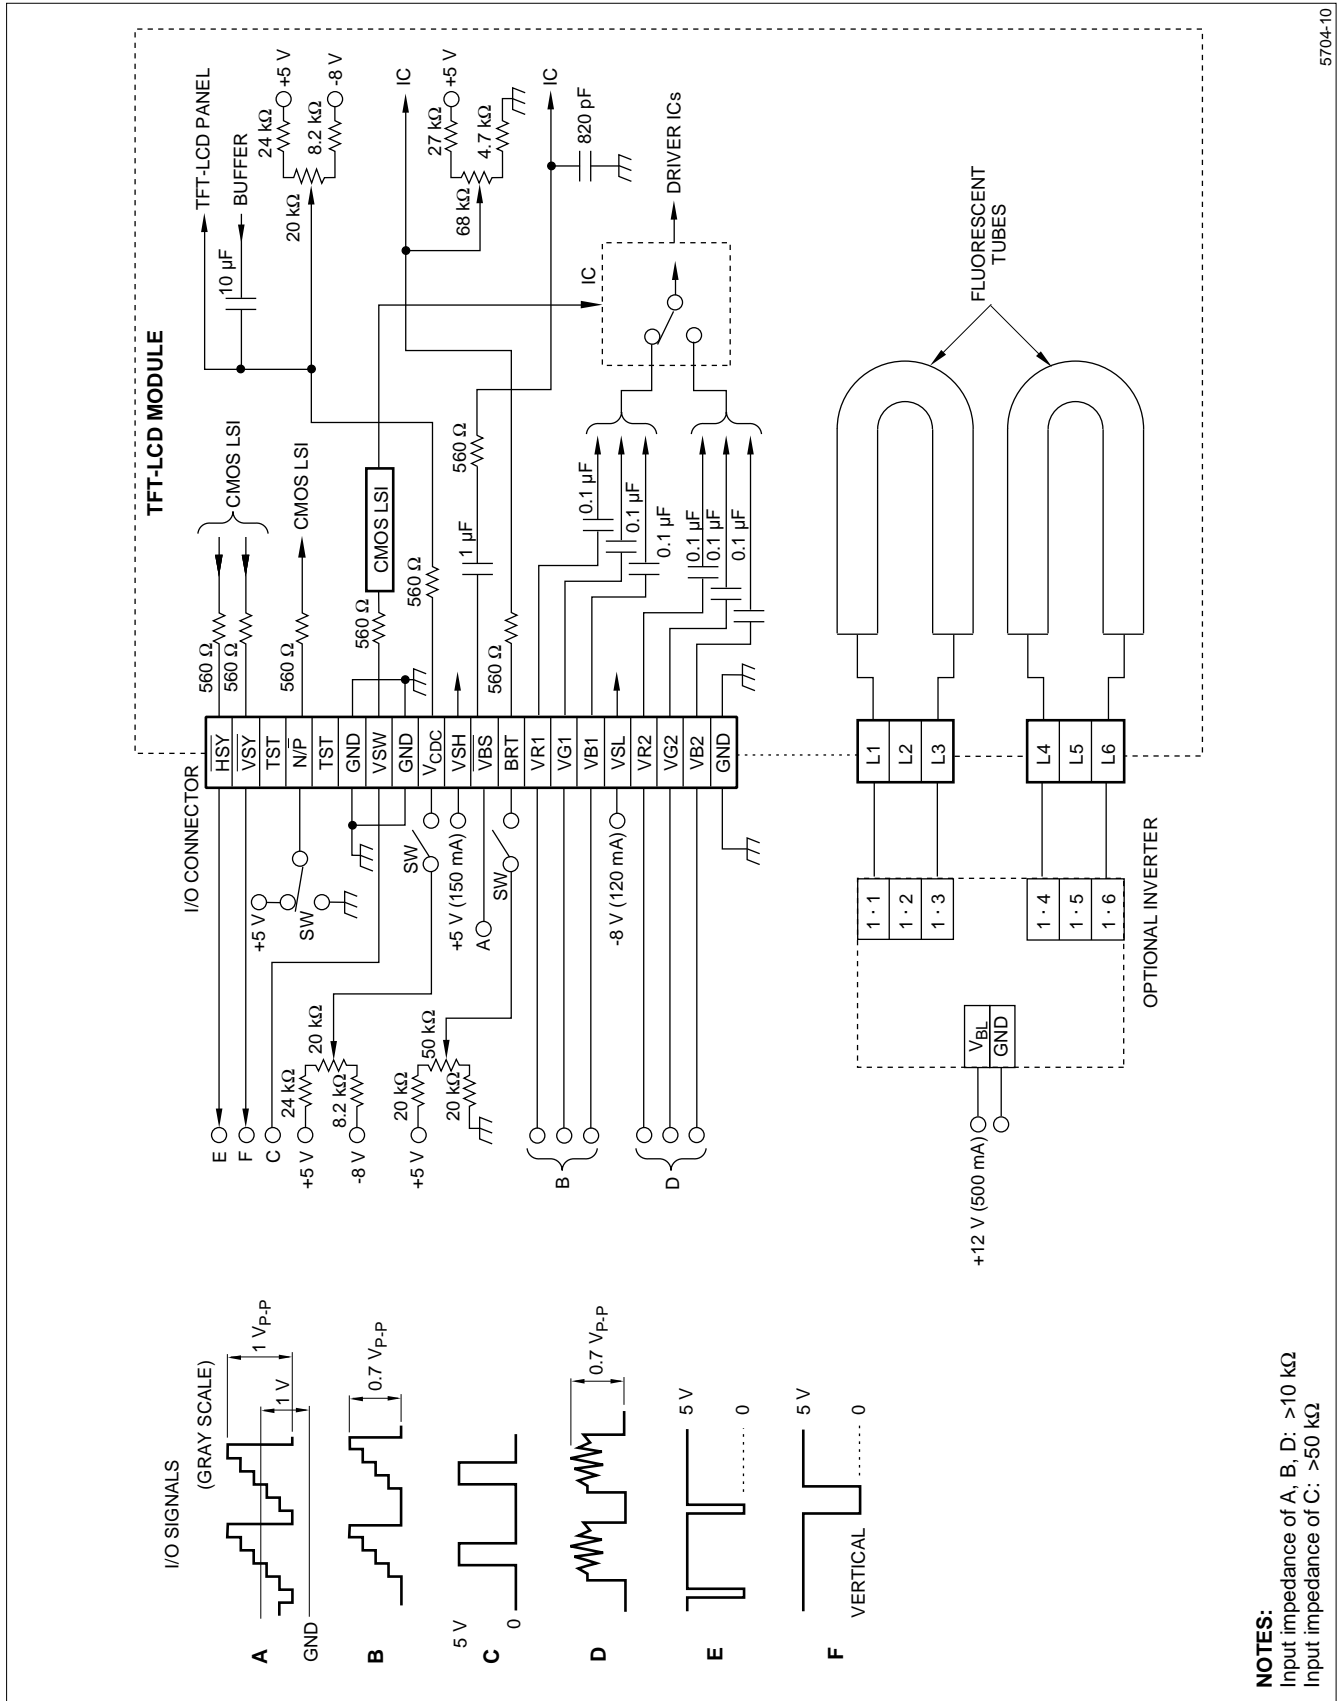 5704-10
TFT-LCD MODULE
TFT-LCD PANEL
BUFFER
10 µF
24 kΩ
+5 V
8.2 kΩ
-8 V
20 kΩ
IC
27 kΩ
+5 V
4.7 kΩ
68 kΩ
IC
820 pF
DRIVER ICs
IC
FLUORESCENT
TUBES
CMOS LSI
CMOS LSI
CMOS LSI
560 Ω
560 Ω
560 Ω
560 Ω
560 Ω
560 Ω
1 µF
560 Ω
0.1 µF
0.1 µF
0.1 µF
0.1 µF
0.1 µF
0.1 µF
I/O CONNECTOR
HSY
VSY
TST
N/P
TST
GND
VSW
GND
VCDC
VSH
VBS
BRT
VR1
VG1
VB1
VSL
VR2
VG2
VB2
GND
L1
L2
L3
L4
L5
L6
+5 V
SW
SW
+5 V (150 mA)
A
SW
-8 V (120 mA)
1 · 1
1 · 2
1 · 3
1 · 4
1 · 5
1 · 6
OPTIONAL INVERTER
VBL
GND
+12 V (500 mA)
E
F
C
+5 V
24 kΩ
20 kΩ
8.2 kΩ
-8 V
+5 V
20 kΩ
50 kΩ
20 kΩ
B
D
I/O SIGNALS
(GRAY SCALE)
A
GND
1 VP-P
1 V
B
0.7 VP-P
C
5 V
0
D
0.7 VP-P
E
5 V
0
F
VERTICAL
5 V
0
NOTES:
Input impedance of A, B, D: >10 kΩ
Input impedance of C: >50 kΩ